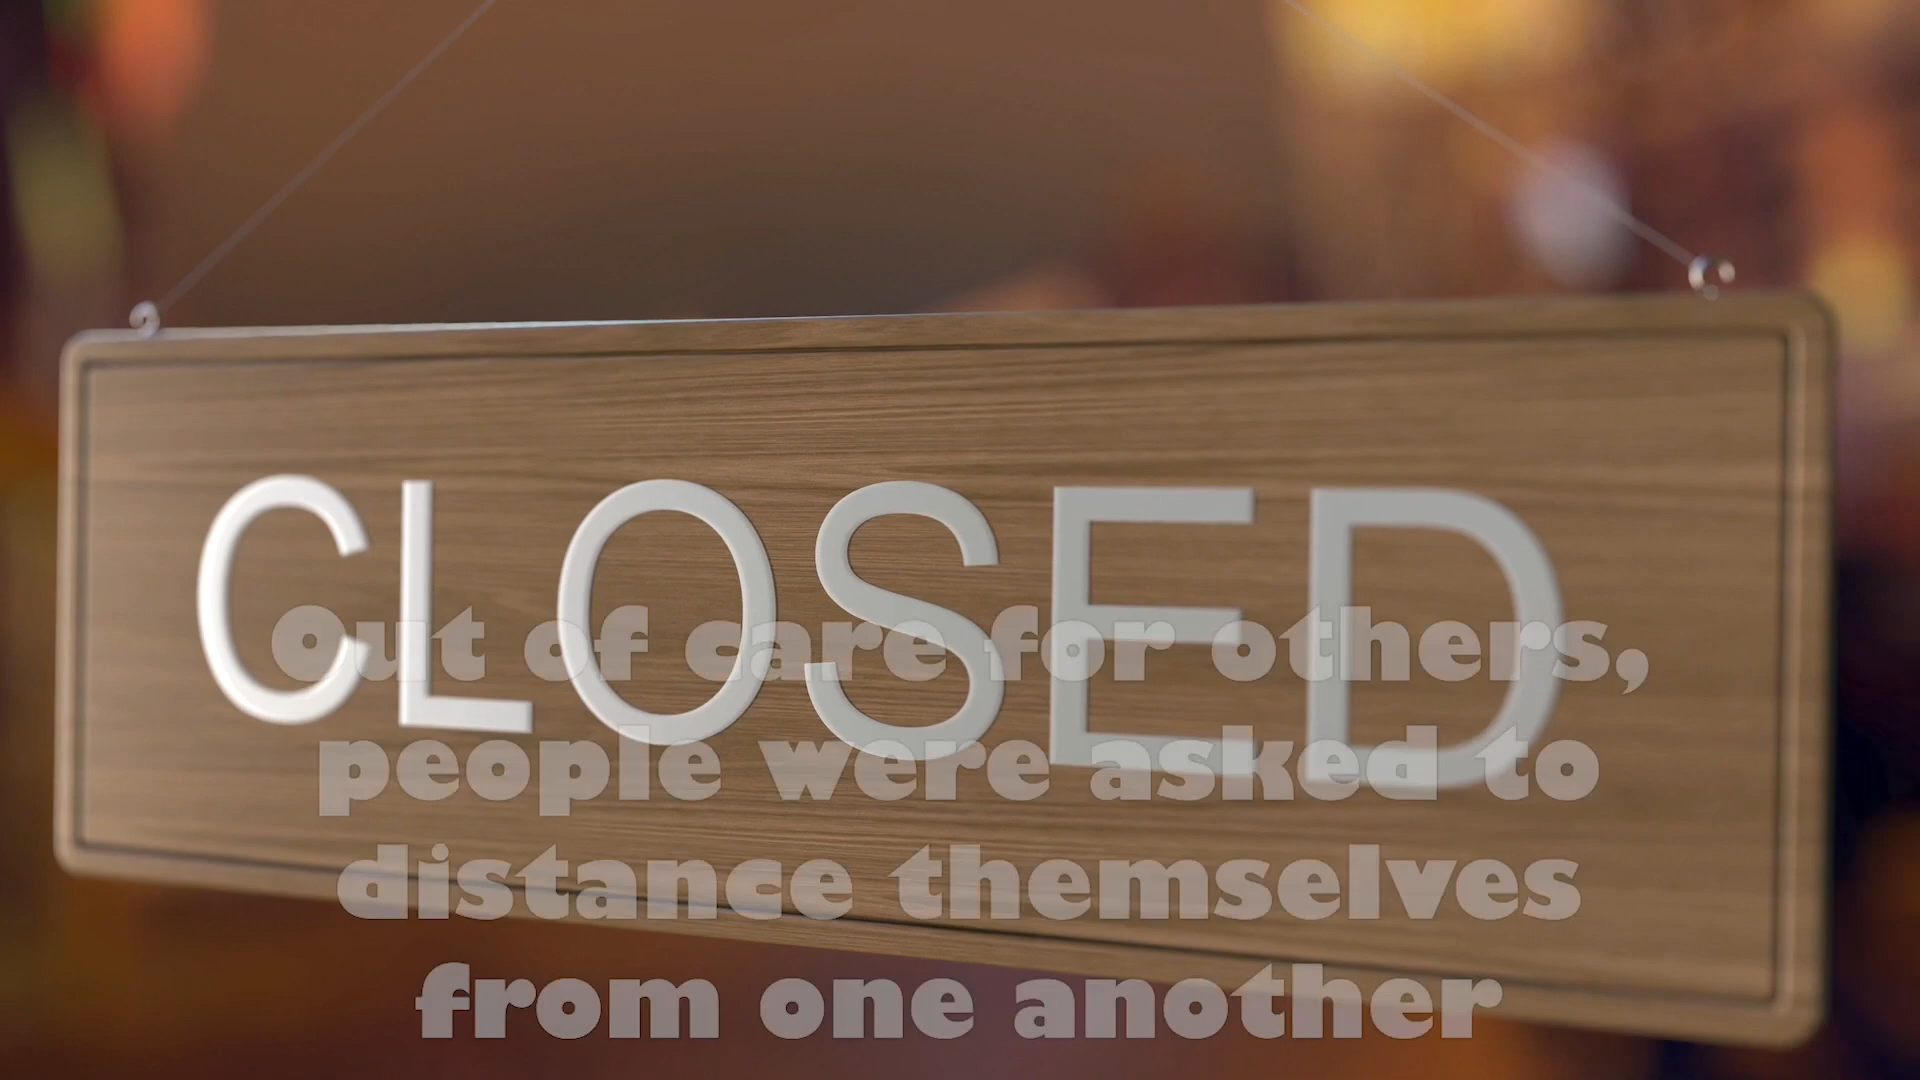 CLOSED
Out of care for others,
people were asked to
distance themselves
from one another